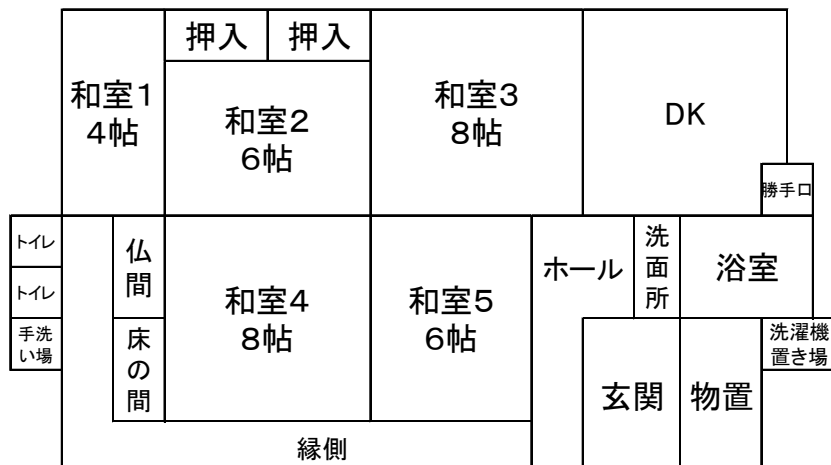 押入
押入
和室1
4帖
和室2
6帖
和室3
8帖
DK
勝手口
トイレ
トイレ
手洗
い場
仏
間
床
の
間
和室4
8帖
和室5
6帖
ホール
洗
面
所
浴室
玄関
物置
洗濯機
置き場
縁側